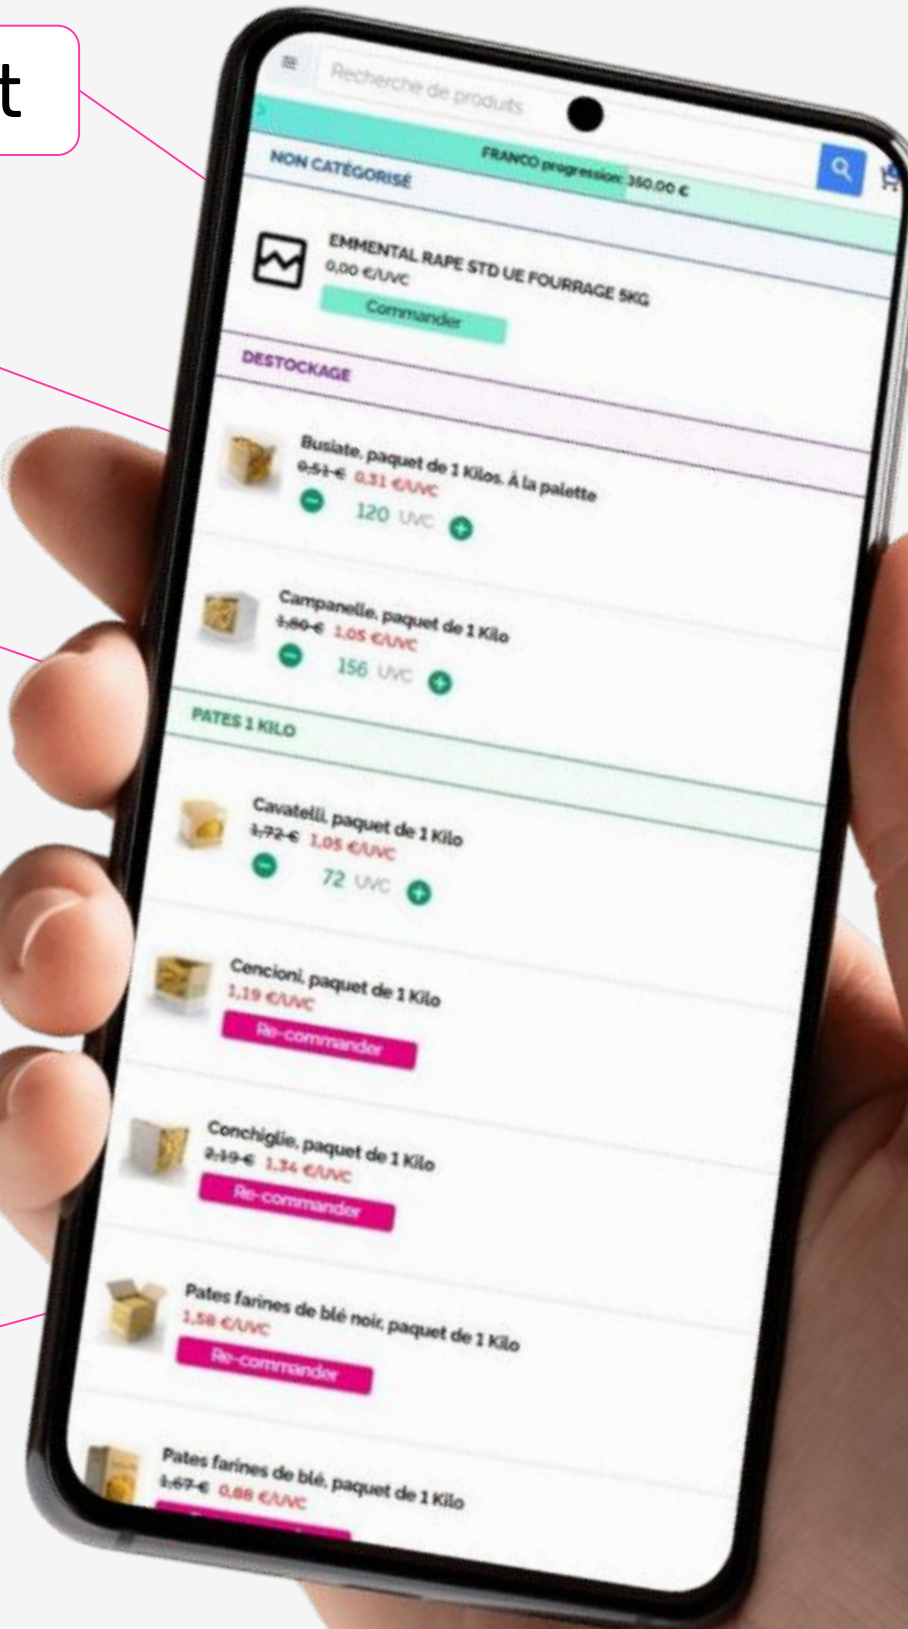 t
Recherche de produits
FRANCO progression: 350,00 €
NON CATÉGORISÉ
EMMENTAL RAPE STD UE FOURRAGE 5KG
0,00 €/UVC
Commander
DESTOCKAGE
Busiate, paquet de 1 Kilos. À la palette
0,51 € 0,31 €/UVC
120 UVC
Campanelle, paquet de 1 Kilo
1,80 € 1,05 €/UVC
156 UVC
PATES 1 KILO
Cavatelli, paquet de 1 Kilo
1,72 € 1,05 €/UVC
72 UVC
Cencioni, paquet de 1 Kilo
1,19 €/UVC
Re-commander
Conchiglie, paquet de 1 Kilo
2,19 € 1,34 €/UVC
Re-commander
Pates farines de blé noir, paquet de 1 Kilo
1,58 €/UVC
Re-commander
Pates farines de blé, paquet de 1 Kilo
1,67 € 0,88 €/UVC